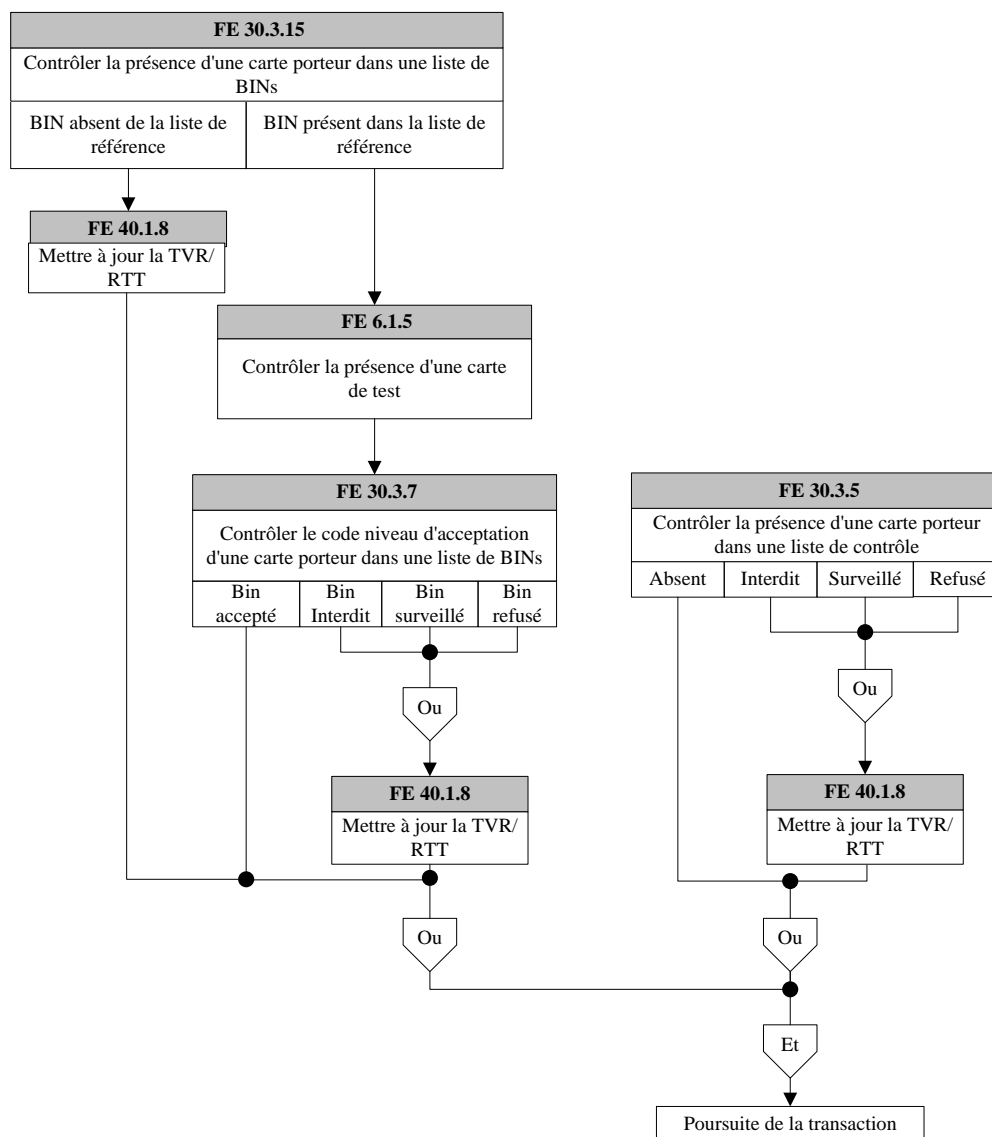 FE 30.3.15
Contrôler la présence d'une carte porteur dans une liste de
BINs
BIN absent de la liste de
référence
BIN présent dans la liste de
référence
FE 40.1.8
Mettre à jour la TVR/
RTT
FE 6.1.5
Contrôler la présence d'une carte
de test
FE 30.3.7
Contrôler le code niveau d'acceptation
d'une carte porteur dans une liste de BINs
Bin
accepté
Bin
Interdit
Bin
surveillé
Bin
refusé
Ou
FE 40.1.8
Mettre à jour la TVR/
RTT
Ou
FE 30.3.5
Contrôler la présence d'une carte porteur
dans une liste de contrôle
Absent
Interdit
Surveillé
Refusé
Ou
FE 40.1.8
Mettre à jour la TVR/
RTT
Ou
Et
Poursuite de la transaction